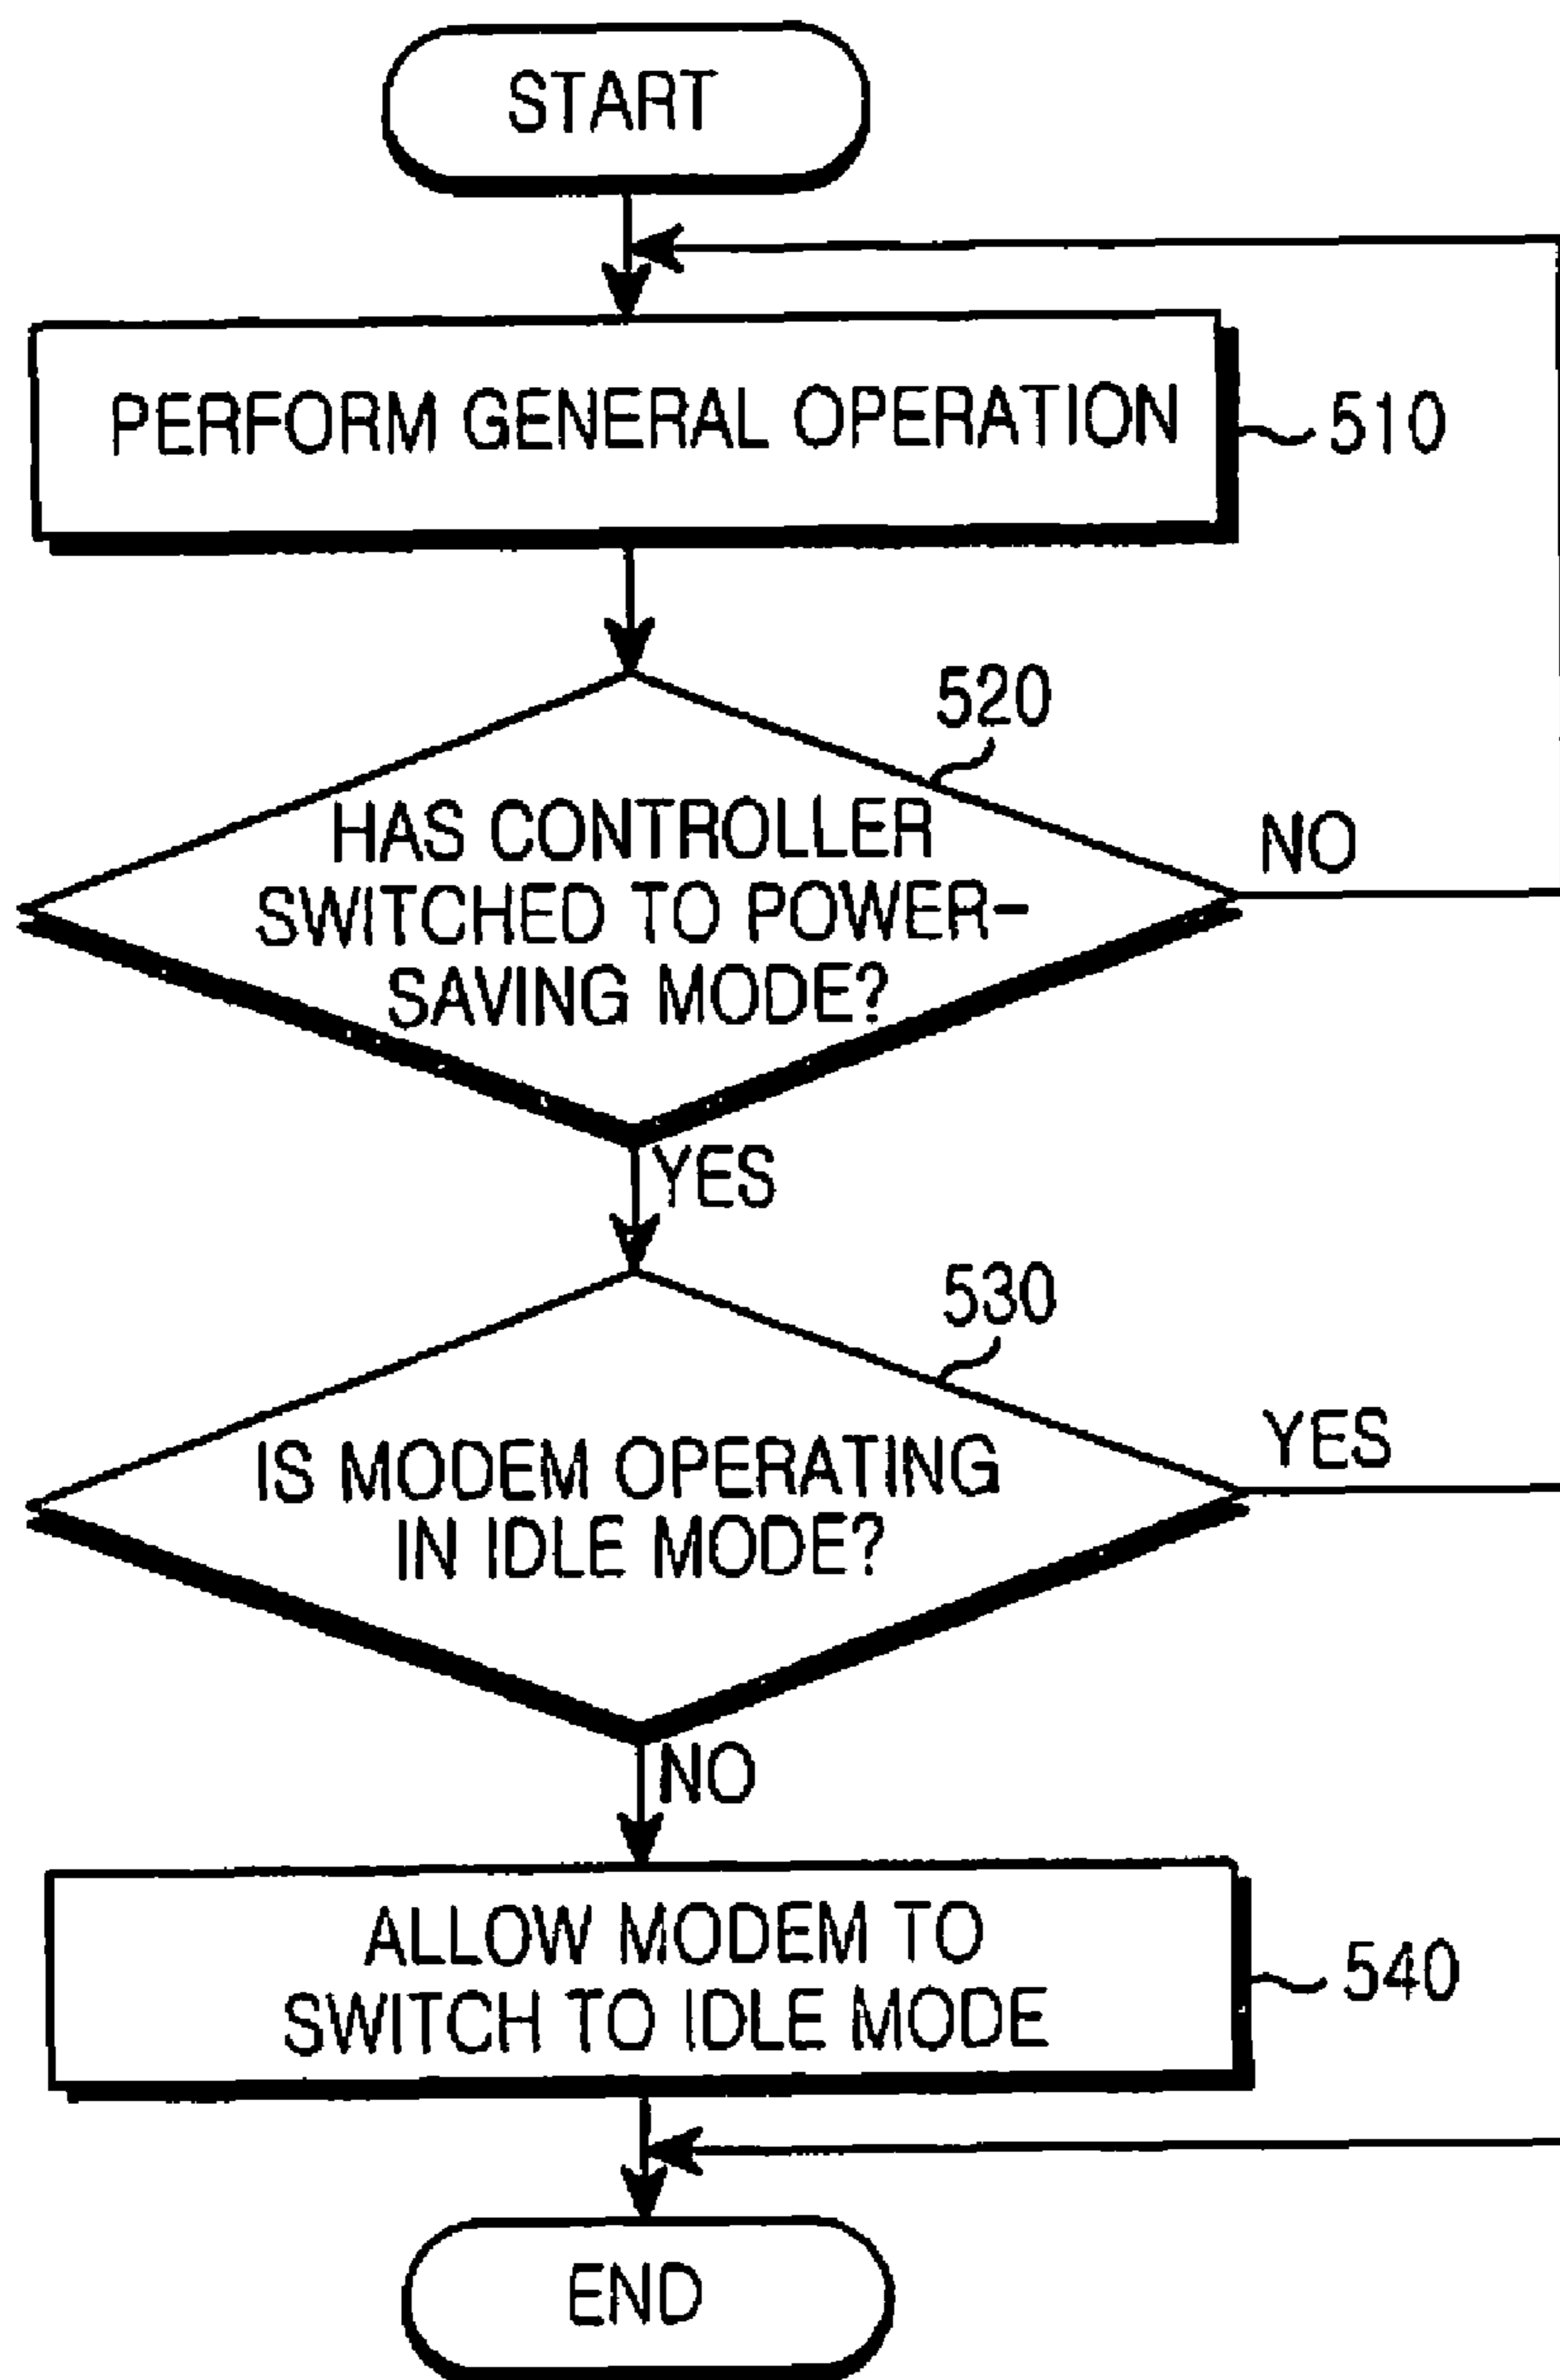 START
PERFORM GENERAL OPERATION
510
520
HAS CONTROLLER
SWITCHED TO POWER-
SAVING MODE?
NO
YES
530
IS MODEM OPERATING
IN IDLE MODE?
YES
NO
ALLOW MODEM TO
SWITCH TO IDLE MODE
540
END